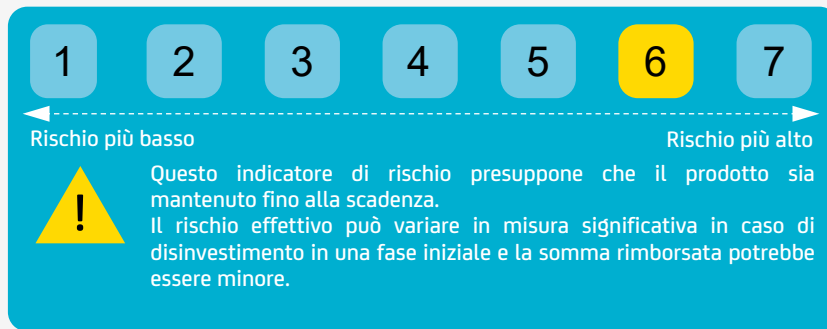 1 2 3 4 5 6 7
Rischio più basso Rischio più alto
! Questo indicatore di rischio presuppone che il prodotto sia
mantenuto fino alla scadenza.
Il rischio effettivo può variare in misura significativa in caso di
disinvestimento in una fase iniziale e la somma rimborsata potrebbe
essere minore.